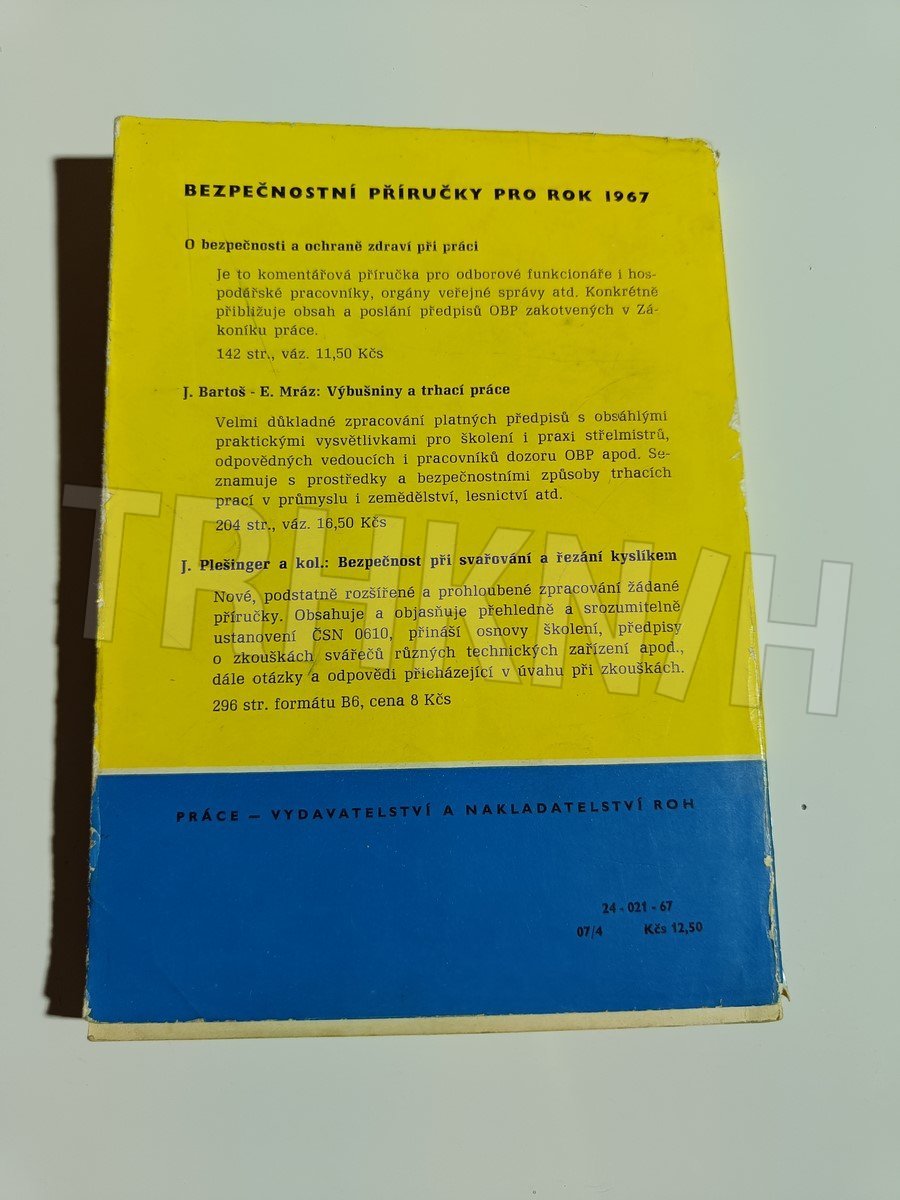 BEZPEČNOSTNÍ PŘÍRUČKY PRO ROK 1967
O bezpečnosti a ochraně zdraví při práci
Je to komentářová příručka pro odborové funkcionáře i hos-
podářské pracovníky, orgány veřejné správy atd. Konkrétně
přibližuje obsah a poslání předpisů OBP zakotvených v Zá-
koníku práce.
142 str., váz. 11,50 Kčs
J. Bartoš - E. Mráz: Výbušniny a trhací práce
Velmi důkladné zpracování platných předpisů s obsáhlými
praktickými vysvětlivkami pro školení i praxi střelmistrů,
odpovědných vedoucích i pracovníků dozoru OBP apod. Se-
znamuje s prostředky a bezpečnostními způsoby trhacích
prací v průmyslu i zemědělství, lesnictví atd.
204 str., váz. 16,50 Kčs
J. Plešinger a kol.: Bezpečnost při svařování a řezání kyslíkem
Nové, podstatně rozšířené a prohloubené zpracování žádané
příručky. Obsahuje a objasňuje přehledně a srozumitelně
ustanovení ČSN 0610, přináší osnovy školení, předpisy
o zkouškách svářečů různých technických zařízení apod.,
dále otázky a odpovědi přicházející v úvahu při zkouškách.
296 str. formátu B6, cena 8 Kčs
TRHKNIH
PRÁCE — VYDAVATELSTVÍ A NAKLADATELSTVÍ ROH
24 - 021 - 67
07/4 Kčs 12,50